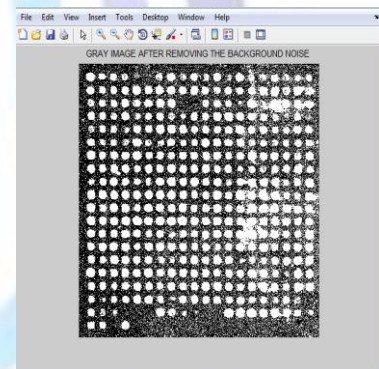 File Edit View Insert Tools Desktop Window Help
GRAY IMAGE AFTER REMOVING THE BACKGROUND NOISE